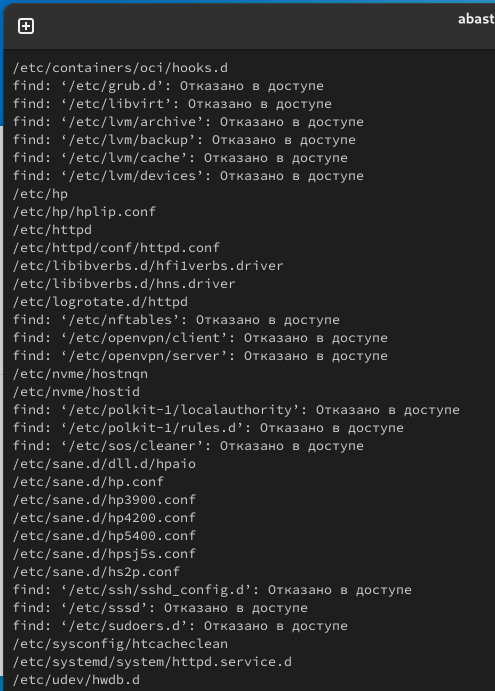 abast
/etc/containers/oci/hooks.d
find: ‘/etc/grub.d’: Отказано в доступе
find: ‘/etc/libvirt’: Отказано в доступе
find: ‘/etc/lvm/archive’: Отказано в доступе
find: ‘/etc/lvm/backup’: Отказано в доступе
find: ‘/etc/lvm/cache’: Отказано в доступе
find: ‘/etc/lvm/devices’: Отказано в доступе
/etc/hp
/etc/hp/hplip.conf
/etc/httpd
/etc/httpd/conf/httpd.conf
/etc/libibverbs.d/hfi1verbs.driver
/etc/libibverbs.d/hns.driver
/etc/logrotate.d/httpd
find: ‘/etc/nftables’: Отказано в доступе
find: ‘/etc/openvpn/client’: Отказано в доступе
find: ‘/etc/openvpn/server’: Отказано в доступе
/etc/nvme/hostnqn
/etc/nvme/hostid
find: ‘/etc/polkit-1/localauthority’: Отказано в доступе
find: ‘/etc/polkit-1/rules.d’: Отказано в доступе
find: ‘/etc/sos/cleaner’: Отказано в доступе
/etc/sane.d/dll.d/hpaio
/etc/sane.d/hp.conf
/etc/sane.d/hp3900.conf
/etc/sane.d/hp4200.conf
/etc/sane.d/hp5400.conf
/etc/sane.d/hpsj5s.conf
/etc/sane.d/hs2p.conf
find: ‘/etc/ssh/sshd_config.d’: Отказано в доступе
find: ‘/etc/sssd’: Отказано в доступе
find: ‘/etc/sudoers.d’: Отказано в доступе
/etc/sysconfig/htcacheclean
/etc/systemd/system/httpd.service.d
/etc/udev/hwdb.d